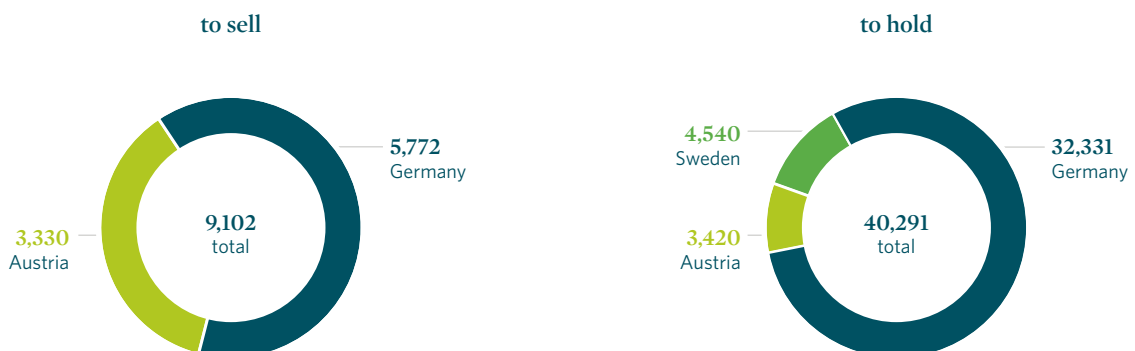 to sell
5,772
Germany
9,102
total
3,330
Austria
to hold
4,540
Sweden
32,331
Germany
40,291
total
3,420
Austria